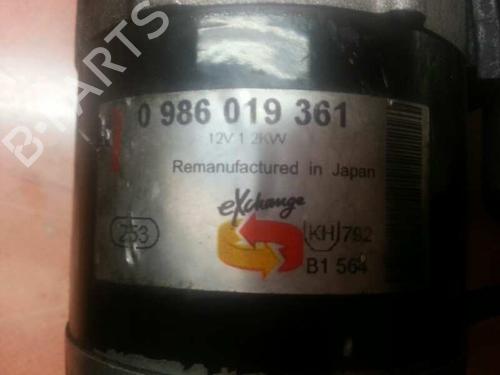 0 986 019 361
12V 1.2KW
Remanufactured in Japan
eXchange
253
KH 792
B1 564
B-Parts